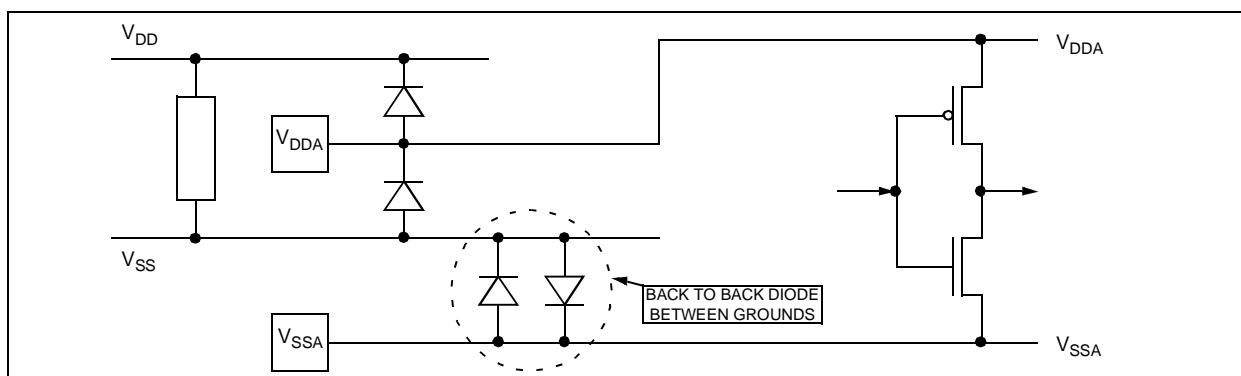 VDD
VDDA
VDDA
VSS
BACK TO BACK DIODE
BETWEEN GROUNDS
VSSA
VSSA